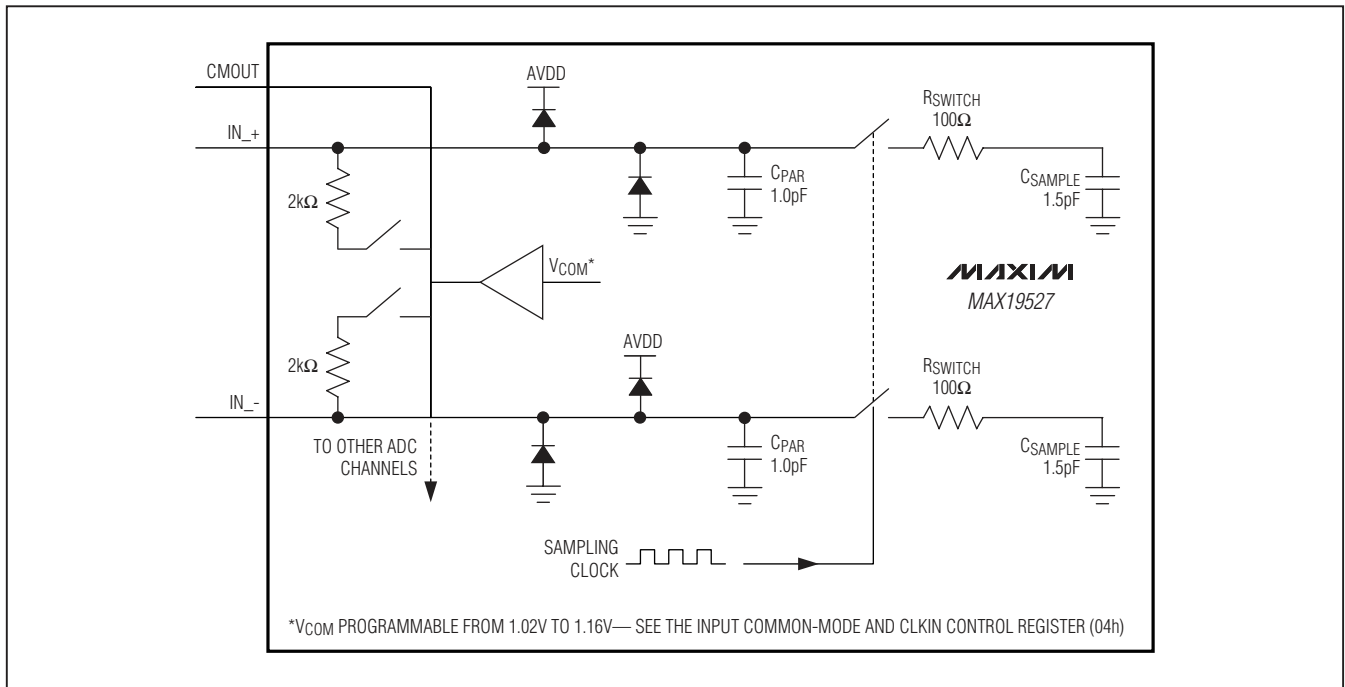 CMOUT
AVDD
RSWITCH
100Ω
IN_+
CPAR
1.0pF
CSAMPLE
1.5pF
2kΩ
VCOM*
MAXIM
MAX19527
2kΩ
AVDD
RSWITCH
100Ω
IN_-
TO OTHER ADC
CHANNELS
CPAR
1.0pF
CSAMPLE
1.5pF
SAMPLING
CLOCK
*VCOM PROGRAMMABLE FROM 1.02V TO 1.16V— SEE THE INPUT COMMON-MODE AND CLKIN CONTROL REGISTER (04h)